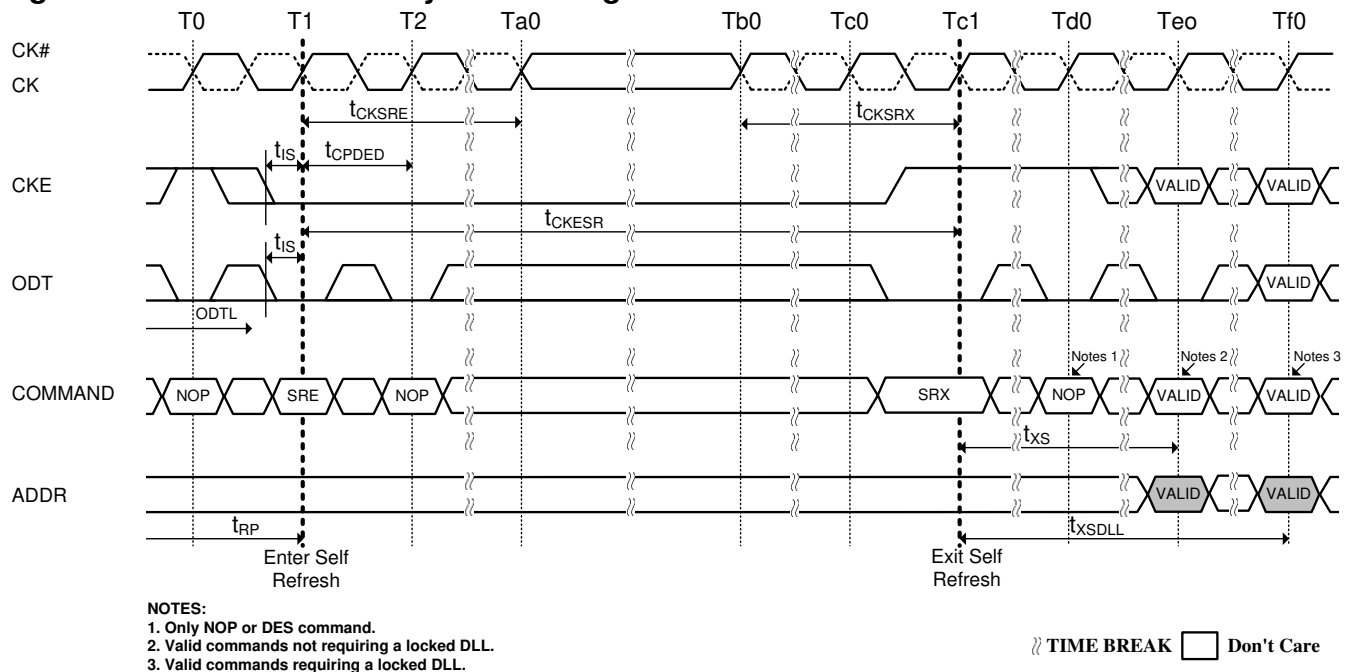 T0 T1 T2 Ta0 Tb0 Tc0 Tc1 Td0 Teo Tf0
CK#
CK
tCKSRE tCKSRX
tIS tCPDED
CKE VALID VALID
tCKESR
tIS
ODT VALID
ODTL
Notes 1 Notes 2 Notes 3
COMMAND NOP SRE NOP SRX NOP VALID VALID
tXS
ADDR VALID VALID
tRP tXSDLL
Enter Self Exit Self
Refresh Refresh
NOTES:
1. Only NOP or DES command.
2. Valid commands not requiring a locked DLL.
3. Valid commands requiring a locked DLL.
TIME BREAK Don't Care